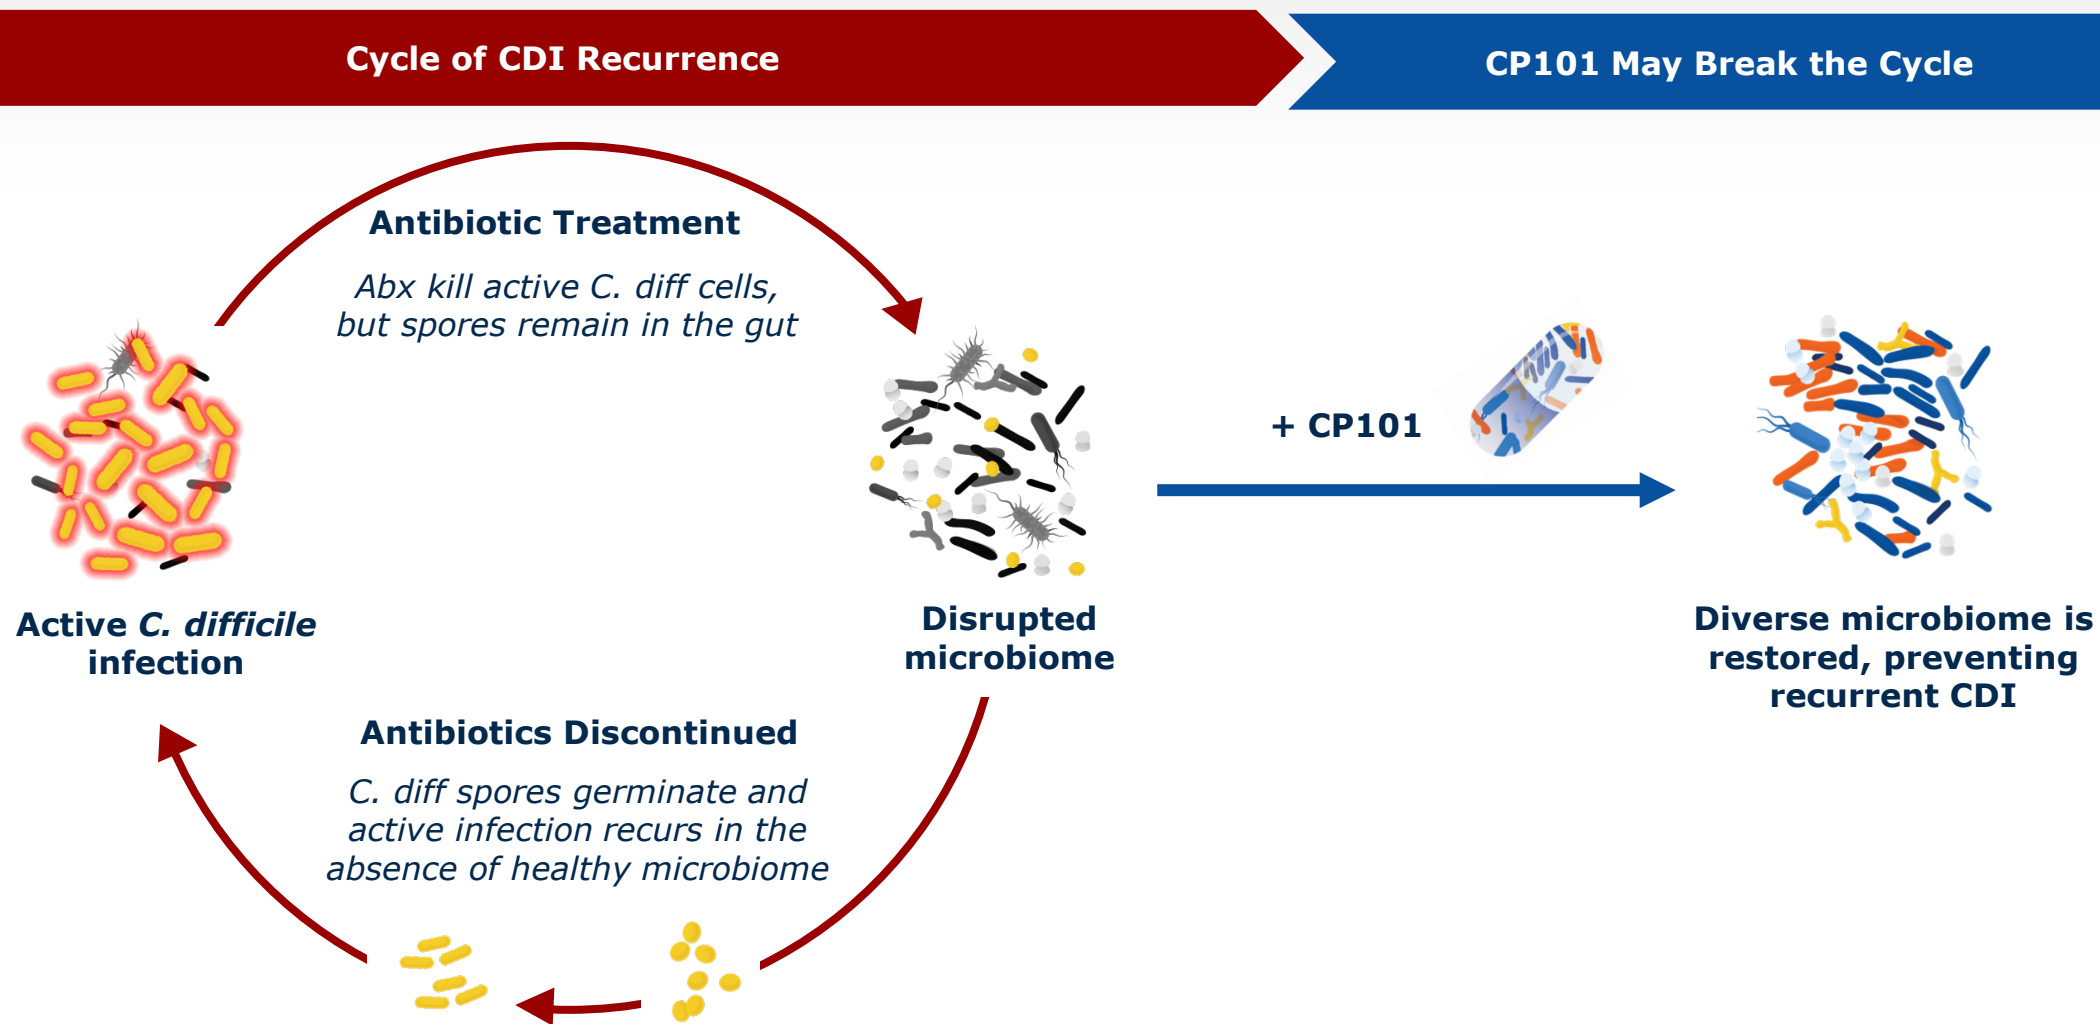 Cycle of CDI Recurrence
CP101 May Break the Cycle
Antibiotic Treatment
Abx kill active C. diff cells,
but spores remain in the gut
+ CP101
Active C. difficile
infection
Disrupted
microbiome
Diverse microbiome is
restored, preventing
recurrent CDI
Antibiotics Discontinued
C. diff spores germinate and
active infection recurs in the
absence of healthy microbiome